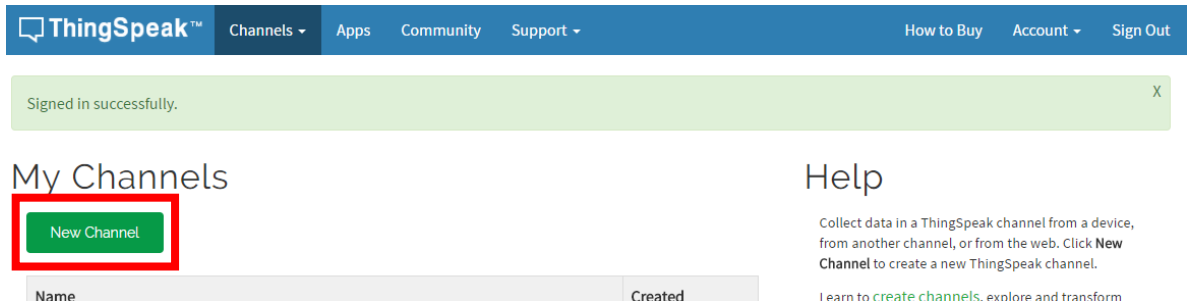 ThingSpeak™ Channels Apps Community Support How to Buy Account Sign Out
Signed in successfully. X
My Channels
New Channel
Name Created
Help
Collect data in a ThingSpeak channel from a device,
from another channel, or from the web. Click New
Channel to create a new ThingSpeak channel.
Learn to create channels, explore and transform